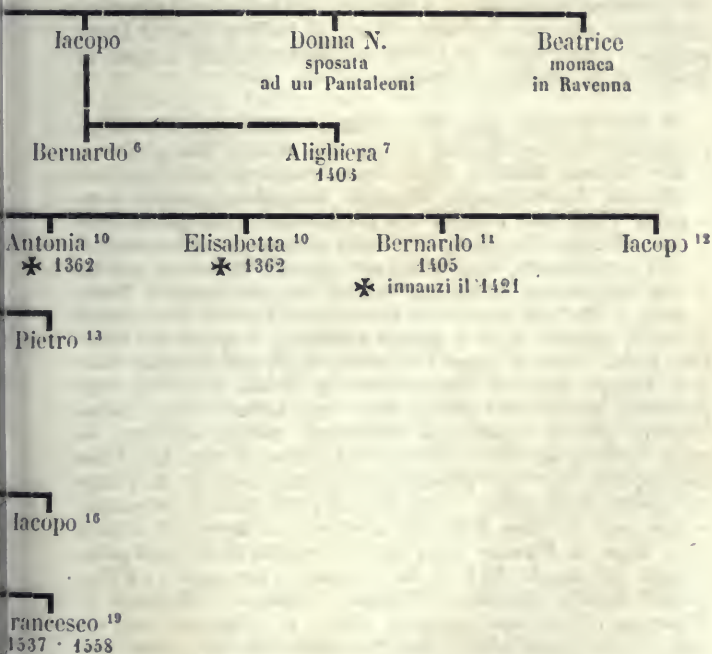 Iacopo Donna N. Beatrice
sposata monaca
ad un Pantaleoni in Ravenna
Bernardo ⁶ Alighiera ⁷
1403
Antonia ¹⁰ Elisabetta ¹⁰ Bernardo ¹¹ Iacopo ¹²
✠ 1362 ✠ 1362 1405
✠ innanzi il 1421
Pietro ¹³
Iacopo ¹⁶
rancesco ¹⁹
1537 · 1558